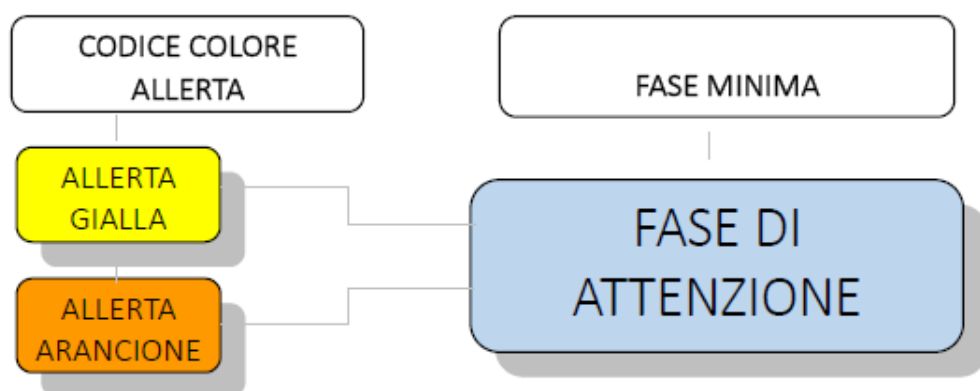 CODICE COLORE
ALLERTA
FASE MINIMA
ALLERTA
GIALLA
FASE DI
ATTENZIONE
ALLERTA
ARANCIONE